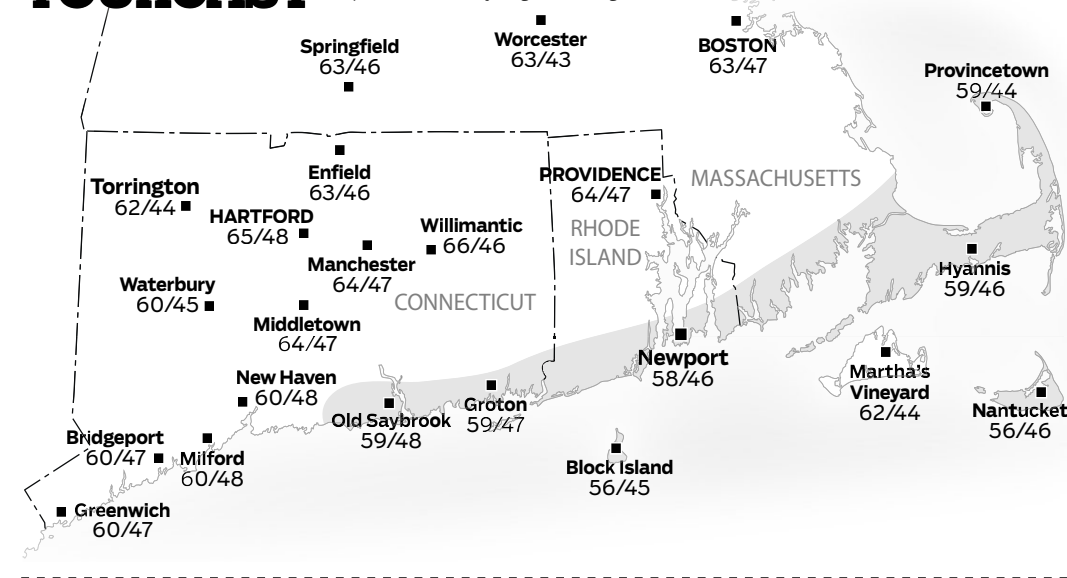 Springfield
63/46
Worcester
63/43
BOSTON
63/47
Provincetown
59/44
Enfield
63/46
PROVIDENCE
64/47
MASSACHUSETTS
Torrington
62/44
HARTFORD
65/48
Willimantic
66/46
RHODE
ISLAND
Manchester
64/47
Hyannis
59/46
Waterbury
60/45
CONNECTICUT
Middletown
64/47
Newport
58/46
Martha's
Vineyard
62/44
New Haven
60/48
Old Saybrook
59/48
Groton
59/47
Nantucket
56/46
Bridgeport
60/47
Milford
60/48
Block Island
56/45
Greenwich
60/47